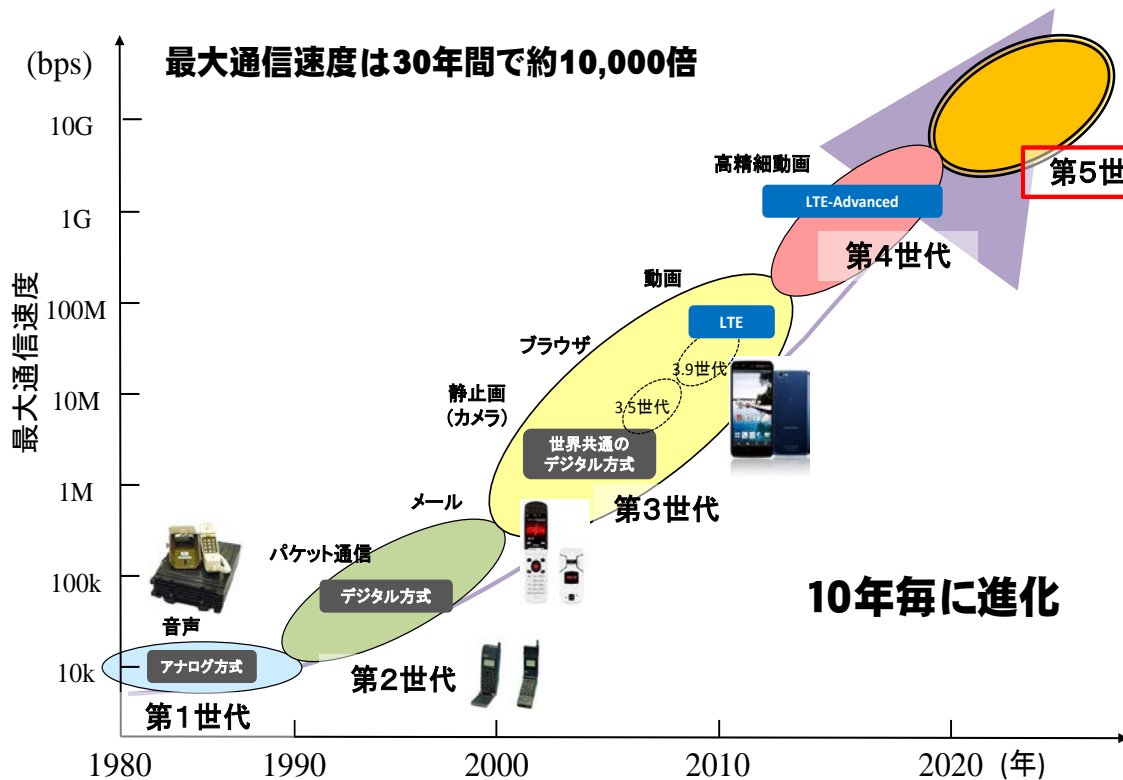 (bps)
最大通信速度は30年間で約10,000倍
10G
高精細動画
第5世
LTE-Advanced
1G
第4世代
動画
100M
LTE
ブラウザ
3.9世代
静止画
(カメラ)
3.5世代
10M
世界共通の
デジタル方式
最大通信速度
1M
メール
第3世代
パケット通信
100k
デジタル方式
10年毎に進化
音声
10k
アナログ方式
第2世代
第1世代
1980
1990
2000
2010
2020
(年)